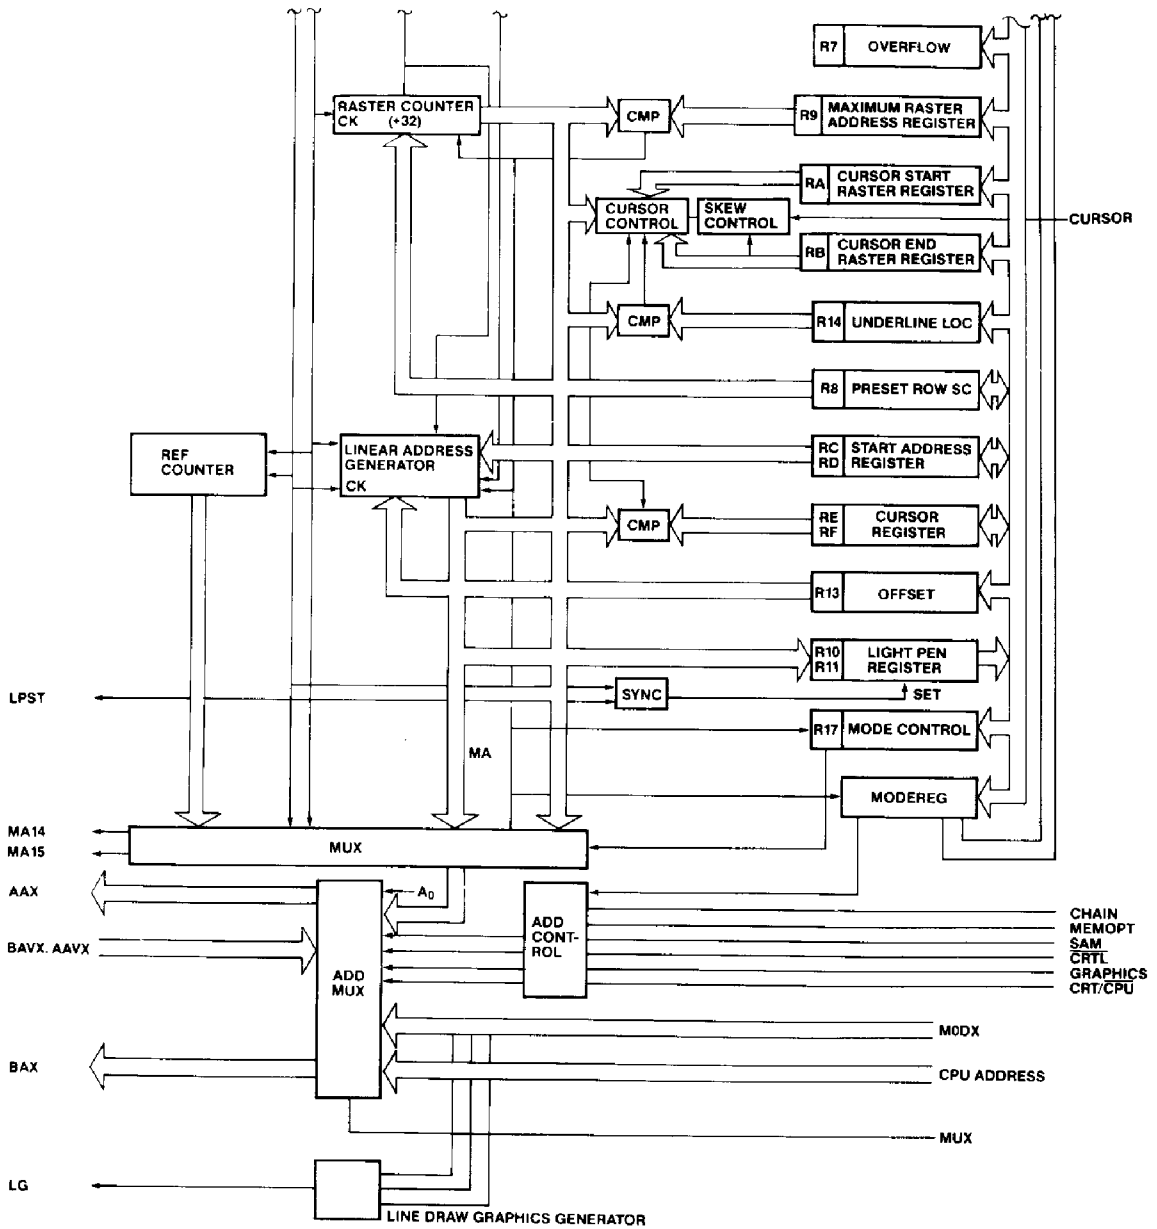 R7 OVERFLOW
RASTER COUNTER
CK (+32)
CMP
R9 MAXIMUM RASTER
ADDRESS REGISTER
RA CURSOR START
RASTER REGISTER
CURSOR
CONTROL
SKEW
CONTROL
CURSOR
RB CURSOR END
RASTER REGISTER
CMP
R14 UNDERLINE LOC
R8 PRESET ROW SC
REF
COUNTER
LINEAR ADDRESS
GENERATOR
CK
RC
RD
START ADDRESS
REGISTER
CMP
RE
RF
CURSOR
REGISTER
R13 OFFSET
R10
R11
LIGHT PEN
REGISTER
LPST
SYNC
SET
R17 MODE CONTROL
MA
MODEREG
MA14
MA15
MUX
AAX
A0
ADD
CONT-
ROL
CHAIN
MEMOPT
SAM
CRTL
GRAPHICS
CRT/CPU
BAVX. AAVX
ADD
MUX
M0DX
BAX
CPU ADDRESS
MUX
LG
LINE DRAW GRAPHICS GENERATOR